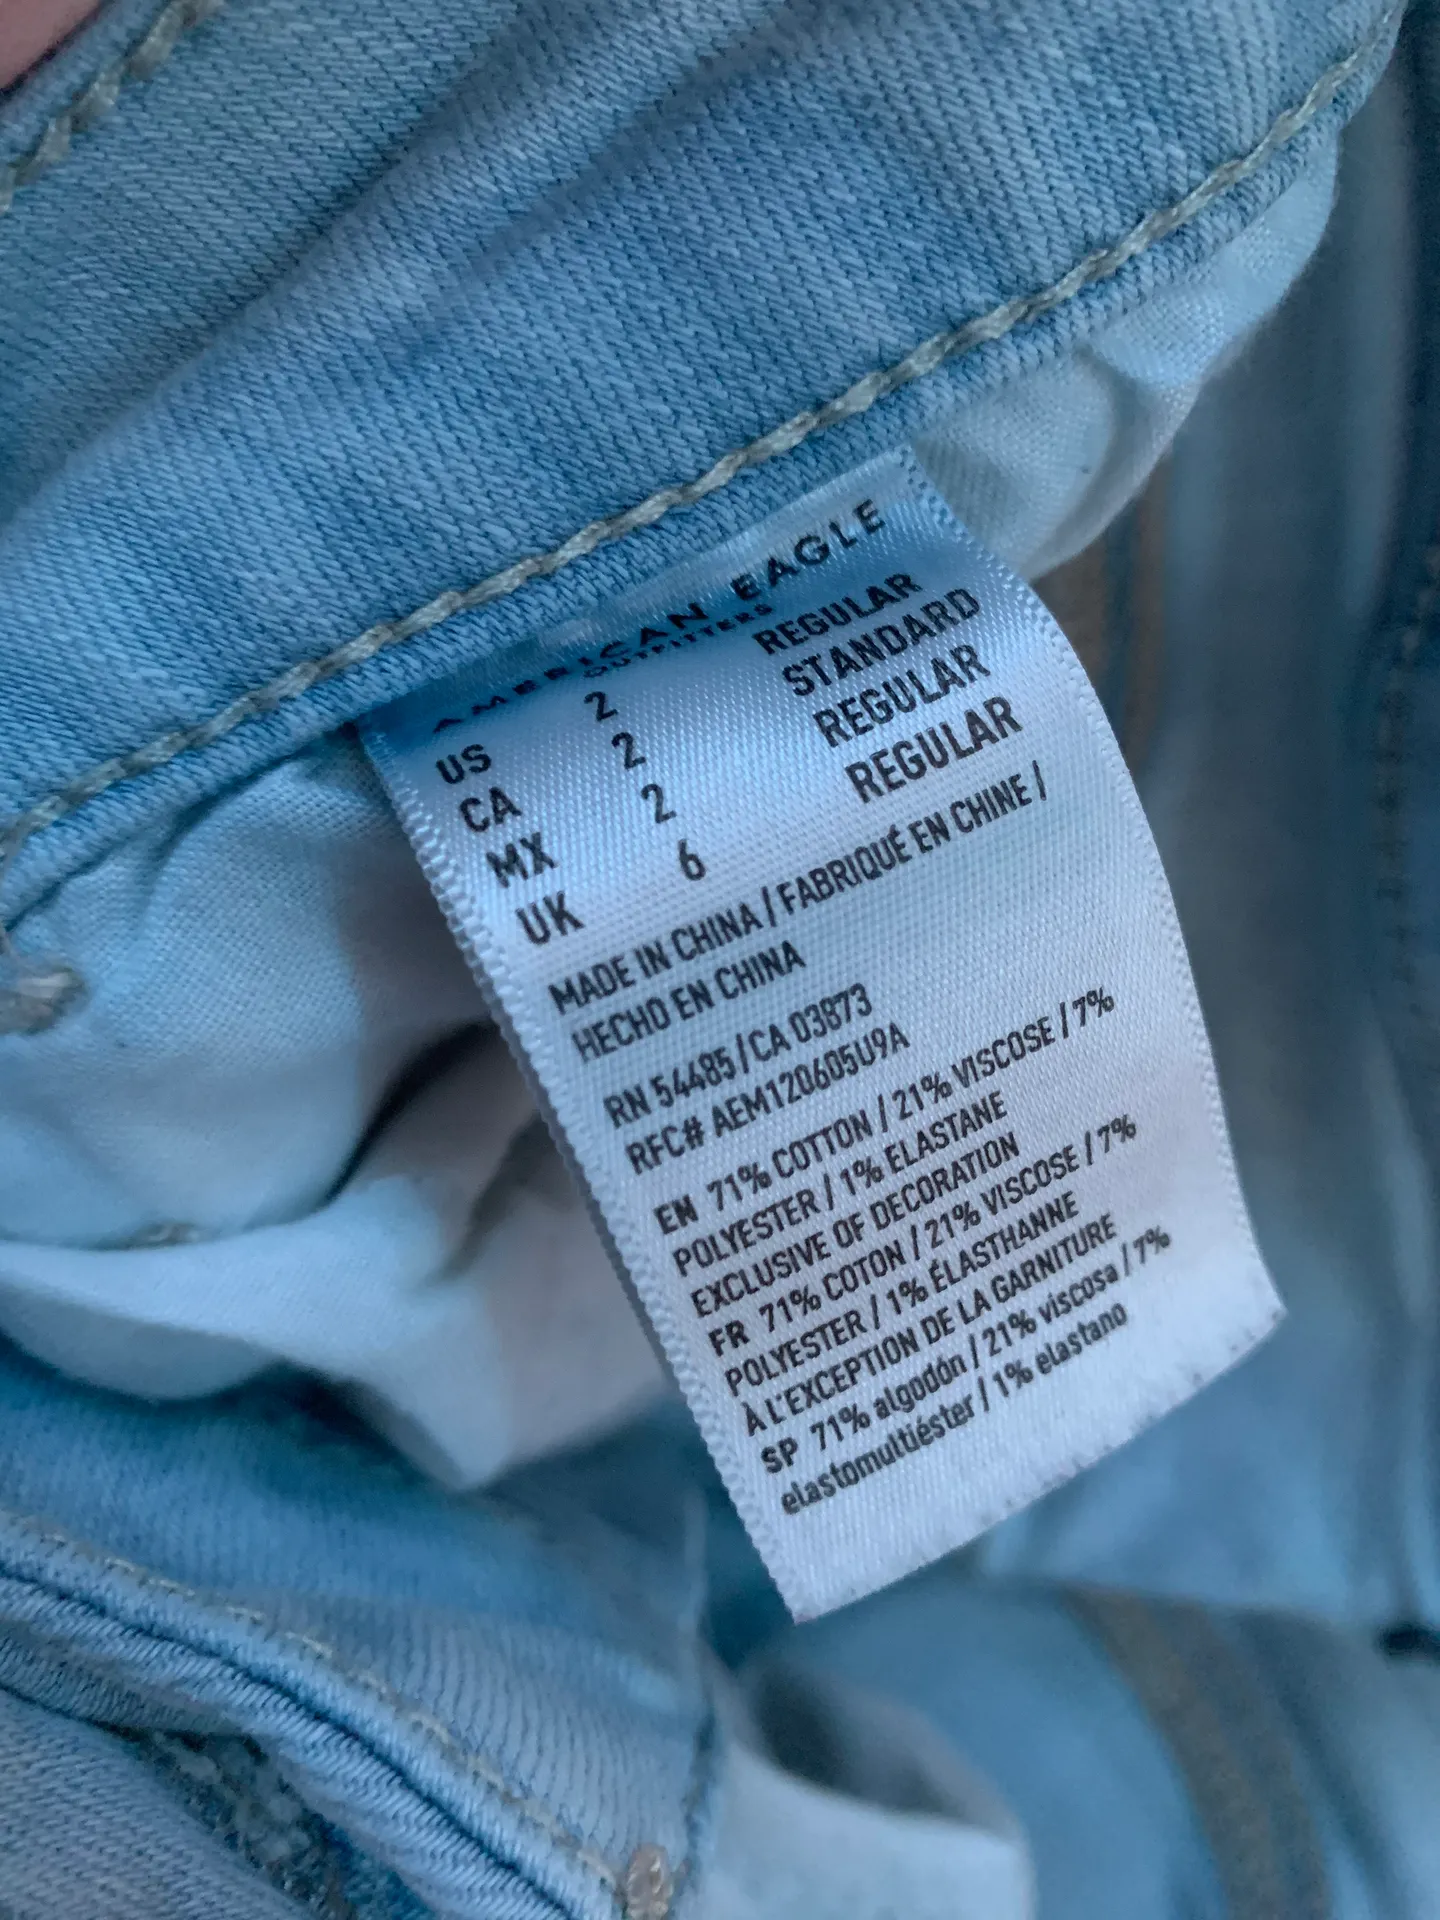 AMERICAN EAGLE
OUTFITTERS
US 2 REGULAR
CA 2 STANDARD
MX 2 REGULAR
UK 6 REGULAR
MADE IN CHINA / FABRIQUÉ EN CHINE /
HECHO EN CHINA
RN 54485 / CA 03873
RFC# AEM120605U9A
EN 71% COTTON / 21% VISCOSE / 7%
POLYESTER / 1% ELASTANE
EXCLUSIVE OF DECORATION
FR 71% COTON / 21% VISCOSE / 7%
POLYESTER / 1% ÉLASTHANNE
À L'EXCEPTION DE LA GARNITURE
SP 71% algodón / 21% viscosa / 7%
elastomultiéster / 1% elastano